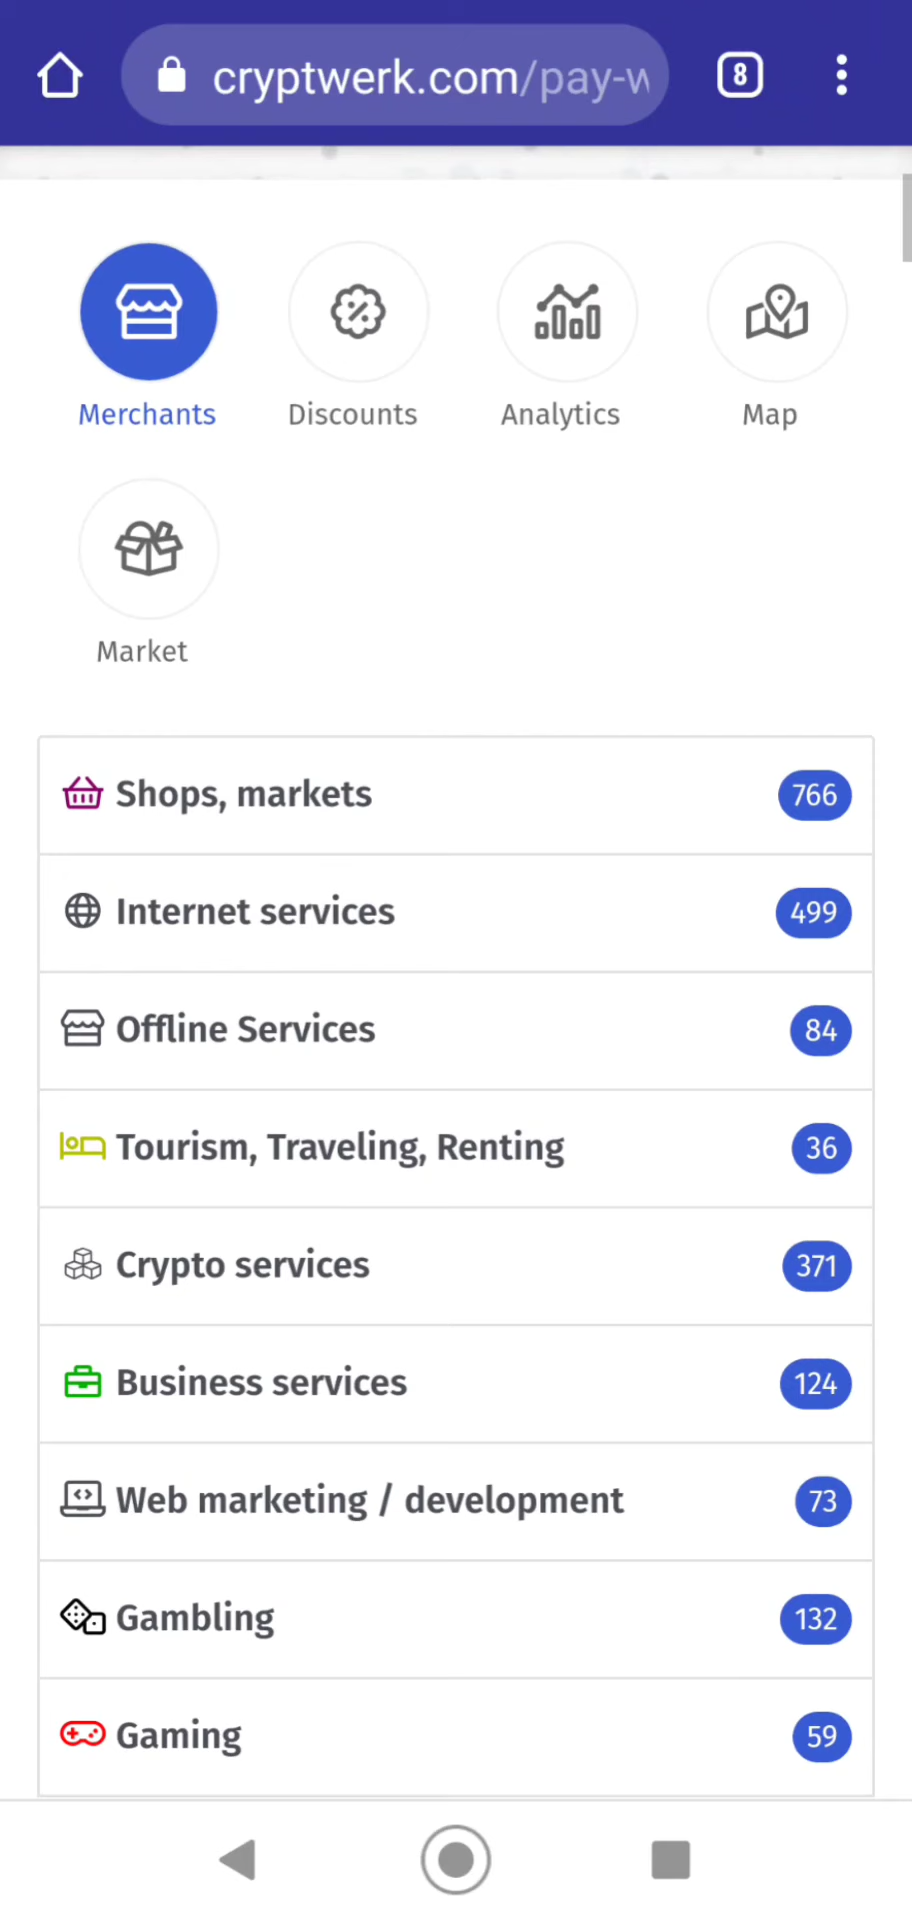 cryptwerk.com/pay-w
8
Merchants
Discounts
Analytics
Map
Market
Shops, markets 766
Internet services 499
Offline Services 84
Tourism, Traveling, Renting 36
Crypto services 371
Business services 124
Web marketing / development 73
Gambling 132
Gaming 59